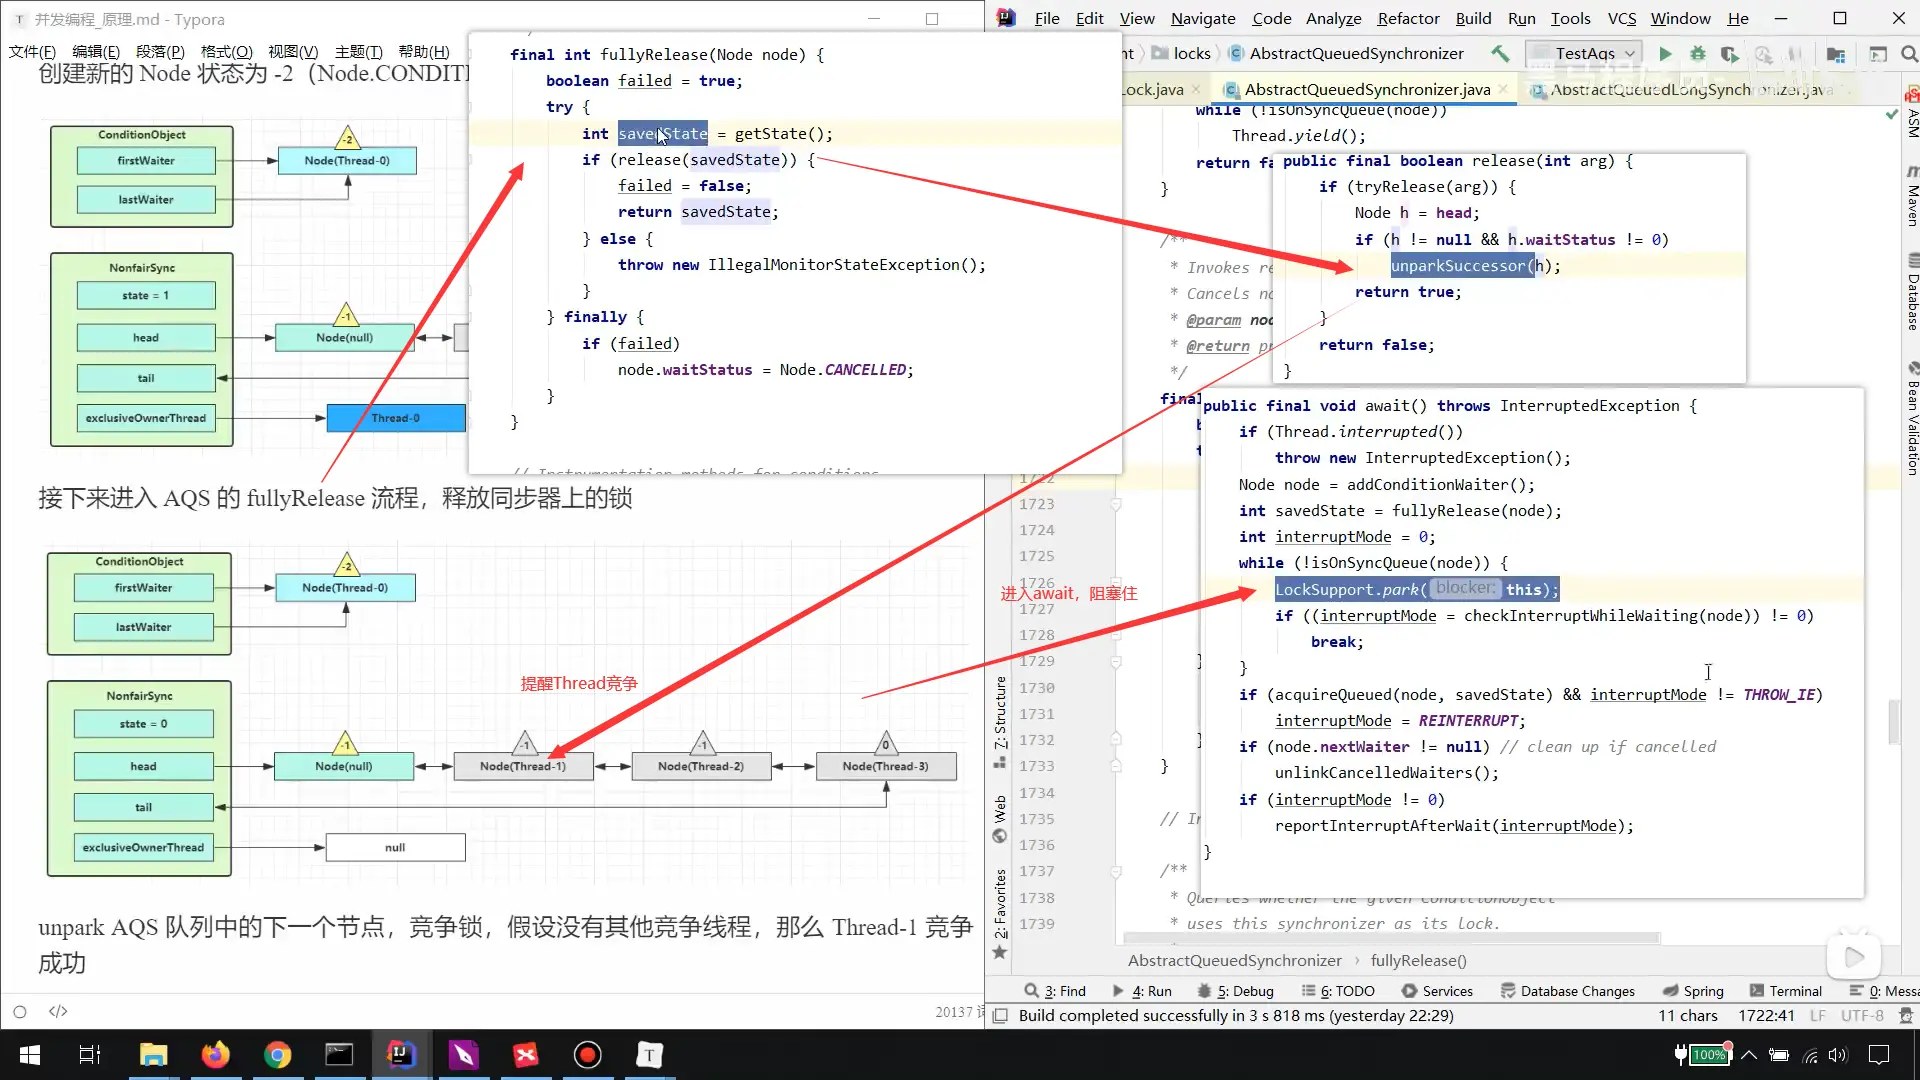 并发编程_原理.md - Typora
文件(F) 编辑(E) 段落(P) 格式(O) 视图(V) 主题(T) 帮助(H)
创建新的 Node 状态为 -2（Node.CONDITI
ConditionObject
firstWaiter
lastWaiter
-2
Node(Thread-0)
NonfairSync
state = 1
head
tail
exclusiveOwnerThread
-1
Node(null)
Thread-0
接下来进入 AQS 的 fullyRelease 流程，释放同步器上的锁
ConditionObject
firstWaiter
lastWaiter
-2
Node(Thread-0)
NonfairSync
state = 0
head
tail
exclusiveOwnerThread
-1
Node(null)
-1
Node(Thread-1)
-1
Node(Thread-2)
0
Node(Thread-3)
null
提醒Thread竞争
进入await，阻塞住
unpark AQS 队列中的下一个节点，竞争锁，假设没有其他竞争线程，那么 Thread-1 竞争
成功
</>
20137 词
final int fullyRelease(Node node) {
boolean failed = true;
try {
int savedState = getState();
if (release(savedState)) {
failed = false;
return savedState;
} else {
throw new IllegalMonitorStateException();
}
} finally {
if (failed)
node.waitStatus = Node.CANCELLED;
}
}
// Instrumentation methods for conditions
File Edit View Navigate Code Analyze Refactor Build Run Tools VCS Window He
nt locks AbstractQueuedSynchronizer TestAqs
Lock.java AbstractQueuedSynchronizer.java AbstractQueuedLongSynchronizer.java
while (!isOnSyncQueue(node))
Thread.yield();
return fa
}
/**
* Invokes re
* Cancels no
* @param nod
* @return pr
*/
final
public final boolean release(int arg) {
if (tryRelease(arg)) {
Node h = head;
if (h != null && h.waitStatus != 0)
unparkSuccessor(h);
return true;
}
return false;
}
public final void await() throws InterruptedException {
if (Thread.interrupted())
throw new InterruptedException();
Node node = addConditionWaiter();
int savedState = fullyRelease(node);
int interruptMode = 0;
while (!isOnSyncQueue(node)) {
LockSupport.park( blocker: this);
if ((interruptMode = checkInterruptWhileWaiting(node)) != 0)
break;
}
if (acquireQueued(node, savedState) && interruptMode != THROW_IE)
interruptMode = REINTERRUPT;
if (node.nextWaiter != null) // clean up if cancelled
unlinkCancelledWaiters();
if (interruptMode != 0)
reportInterruptAfterWait(interruptMode);
}
1722
1723
1724
1725
1726
1727
1728
1729
1730
1731
1732
1733
1734
1735
1736
1737
1738
1739
}
// In
/**
* Queries whether the given ConditionObject
* uses this synchronizer as its lock.
ASM
Maven
Database
Bean Validation
7: Structure
Web
2: Favorites
AbstractQueuedSynchronizer › fullyRelease()
3: Find 4: Run 5: Debug 6: TODO Services Database Changes Spring Terminal 0: Messa
Build completed successfully in 3 s 818 ms (yesterday 22:29) 11 chars 1722:41 LF UTF-8
100%